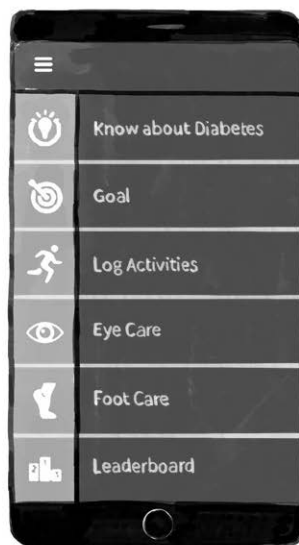 Know about Diabetes
Goal
Log Activities
Eye Care
Foot Care
Leaderboard